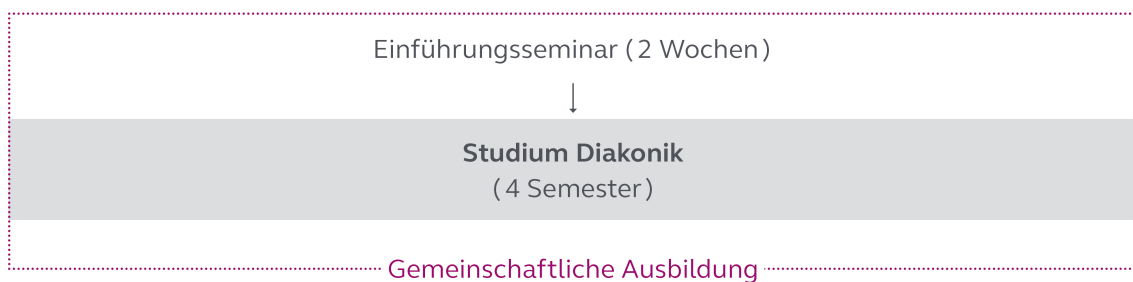 Einführungsseminar (2 Wochen)
Studium Diakonik
(4 Semester)
Gemeinschaftliche Ausbildung